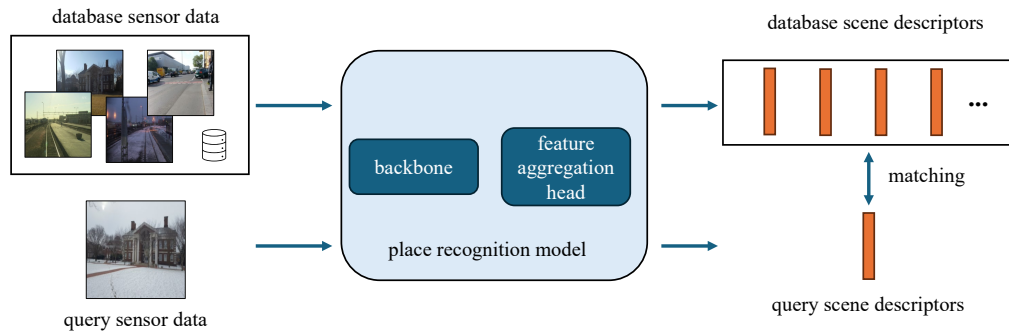 database sensor data
database scene descriptors
backbone
feature
aggregation
head
...
matching
place recognition model
query sensor data
query scene descriptors